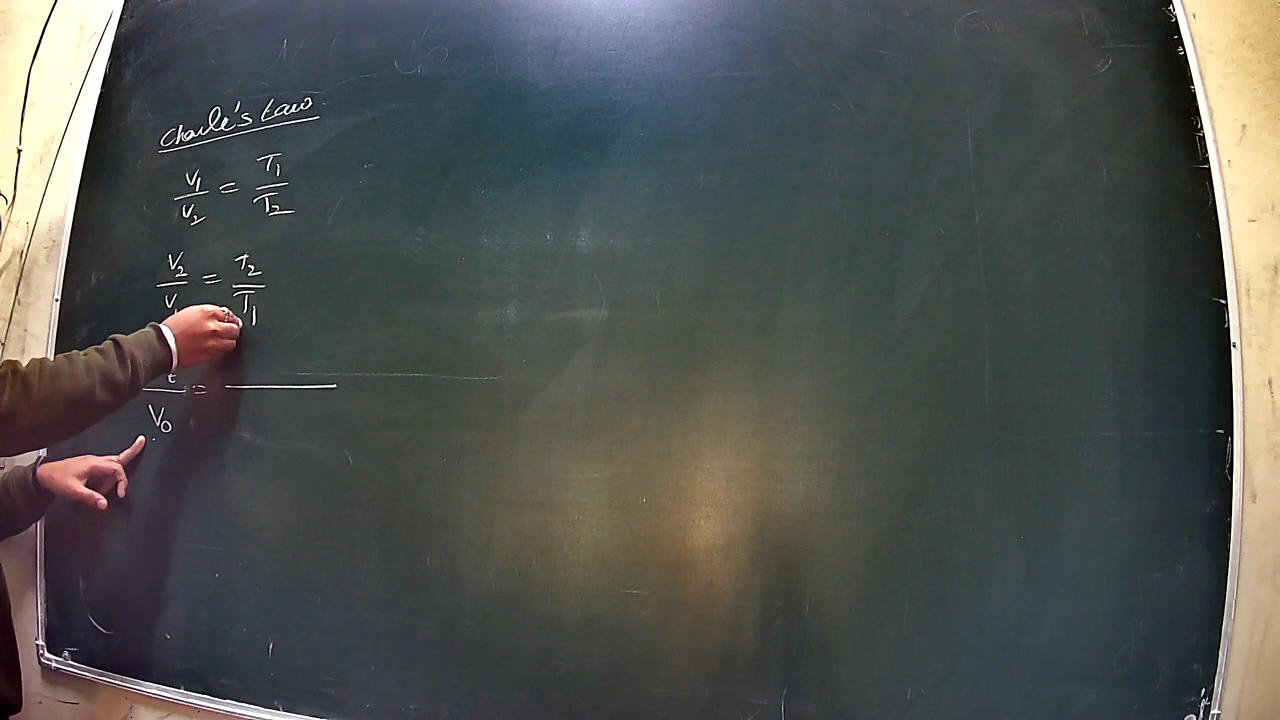 Charle's Law
V₁/V₂ = T₁/T₂
V₂/V₁ = T₂/T₁
t/V₀ =